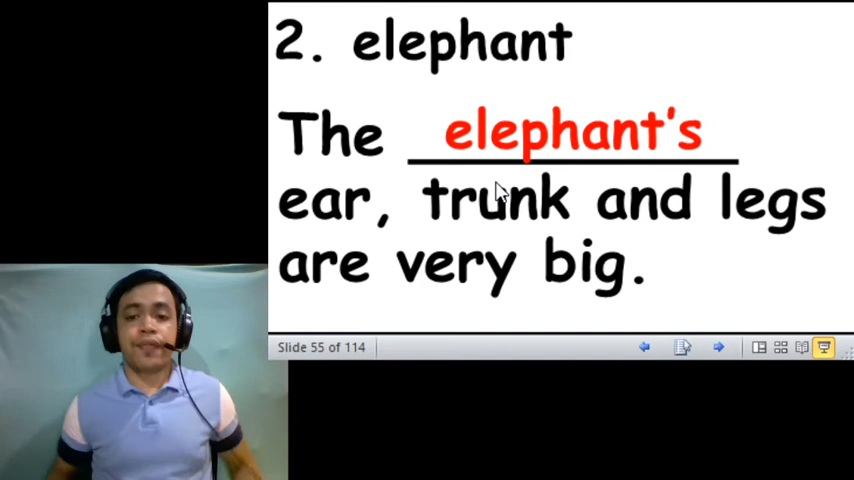 2. elephant
The elephant's
ear, trunk and legs
are very big.
Slide 55 of 114